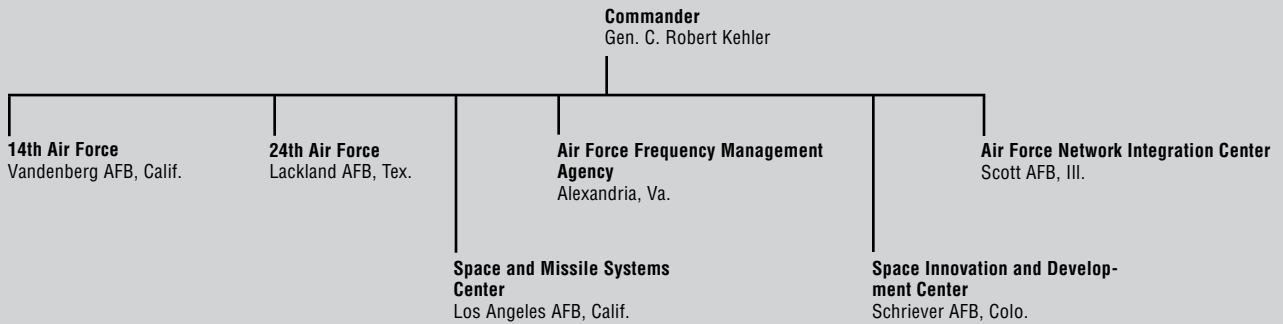 Commander
Gen. C. Robert Kehler
14th Air Force
Vandenberg AFB, Calif.
24th Air Force
Lackland AFB, Tex.
Air Force Frequency Management
Agency
Alexandria, Va.
Air Force Network Integration Center
Scott AFB, Ill.
Space and Missile Systems
Center
Los Angeles AFB, Calif.
Space Innovation and Develop-
ment Center
Schriever AFB, Colo.